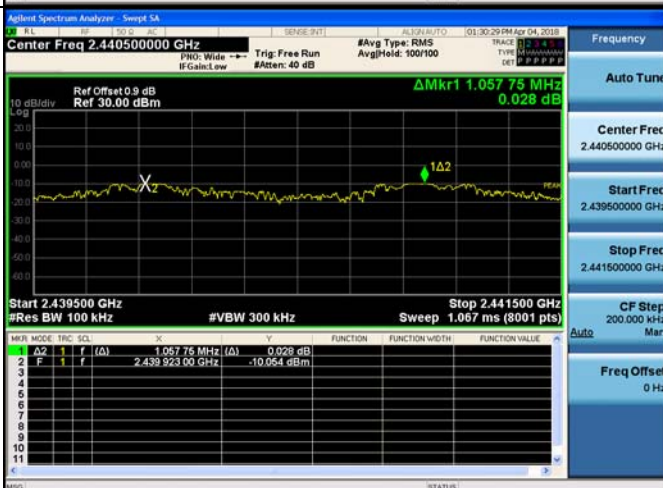 Agilent Spectrum Analyzer - Swept SA
RL RF 50 Ω AC SENSE:INT ALIGNAUTO 01:30:29 PM Apr 04, 2018
Center Freq 2.440500000 GHz
PNO: Wide
IFGain:Low
Trig: Free Run
#Atten: 40 dB
#Avg Type: RMS
Avg|Hold: 100/100
TRACE 1 2 3 4 5 6
TYPE M
DET P P P P P P
Ref Offset 0.9 dB
Ref 30.00 dBm
10 dB/div
Log
ΔMkr1 1.057 75 MHz
0.028 dB
20.0
10.0
0.00
-10.0
-20.0
-30.0
-40.0
-50.0
-60.0
X2
1Δ2
PEAK
Start 2.439500 GHz
Stop 2.441500 GHz
#Res BW 100 kHz
#VBW 300 kHz
Sweep 1.067 ms (8001 pts)
MKR MODE TRC SCL X Y FUNCTION FUNCTION WIDTH FUNCTION VALUE
1 Δ2 1 f (Δ) 1.057 75 MHz (Δ) 0.028 dB
2 F 1 f 2.439 923 00 GHz -10.054 dBm
3
4
5
6
7
8
9
10
11
MSG
STATUS
Frequency
Auto Tune
Center Freq
2.440500000 GHz
Start Freq
2.439500000 GHz
Stop Freq
2.441500000 GHz
CF Step
200.000 kHz
Auto Man
Freq Offset
0 Hz